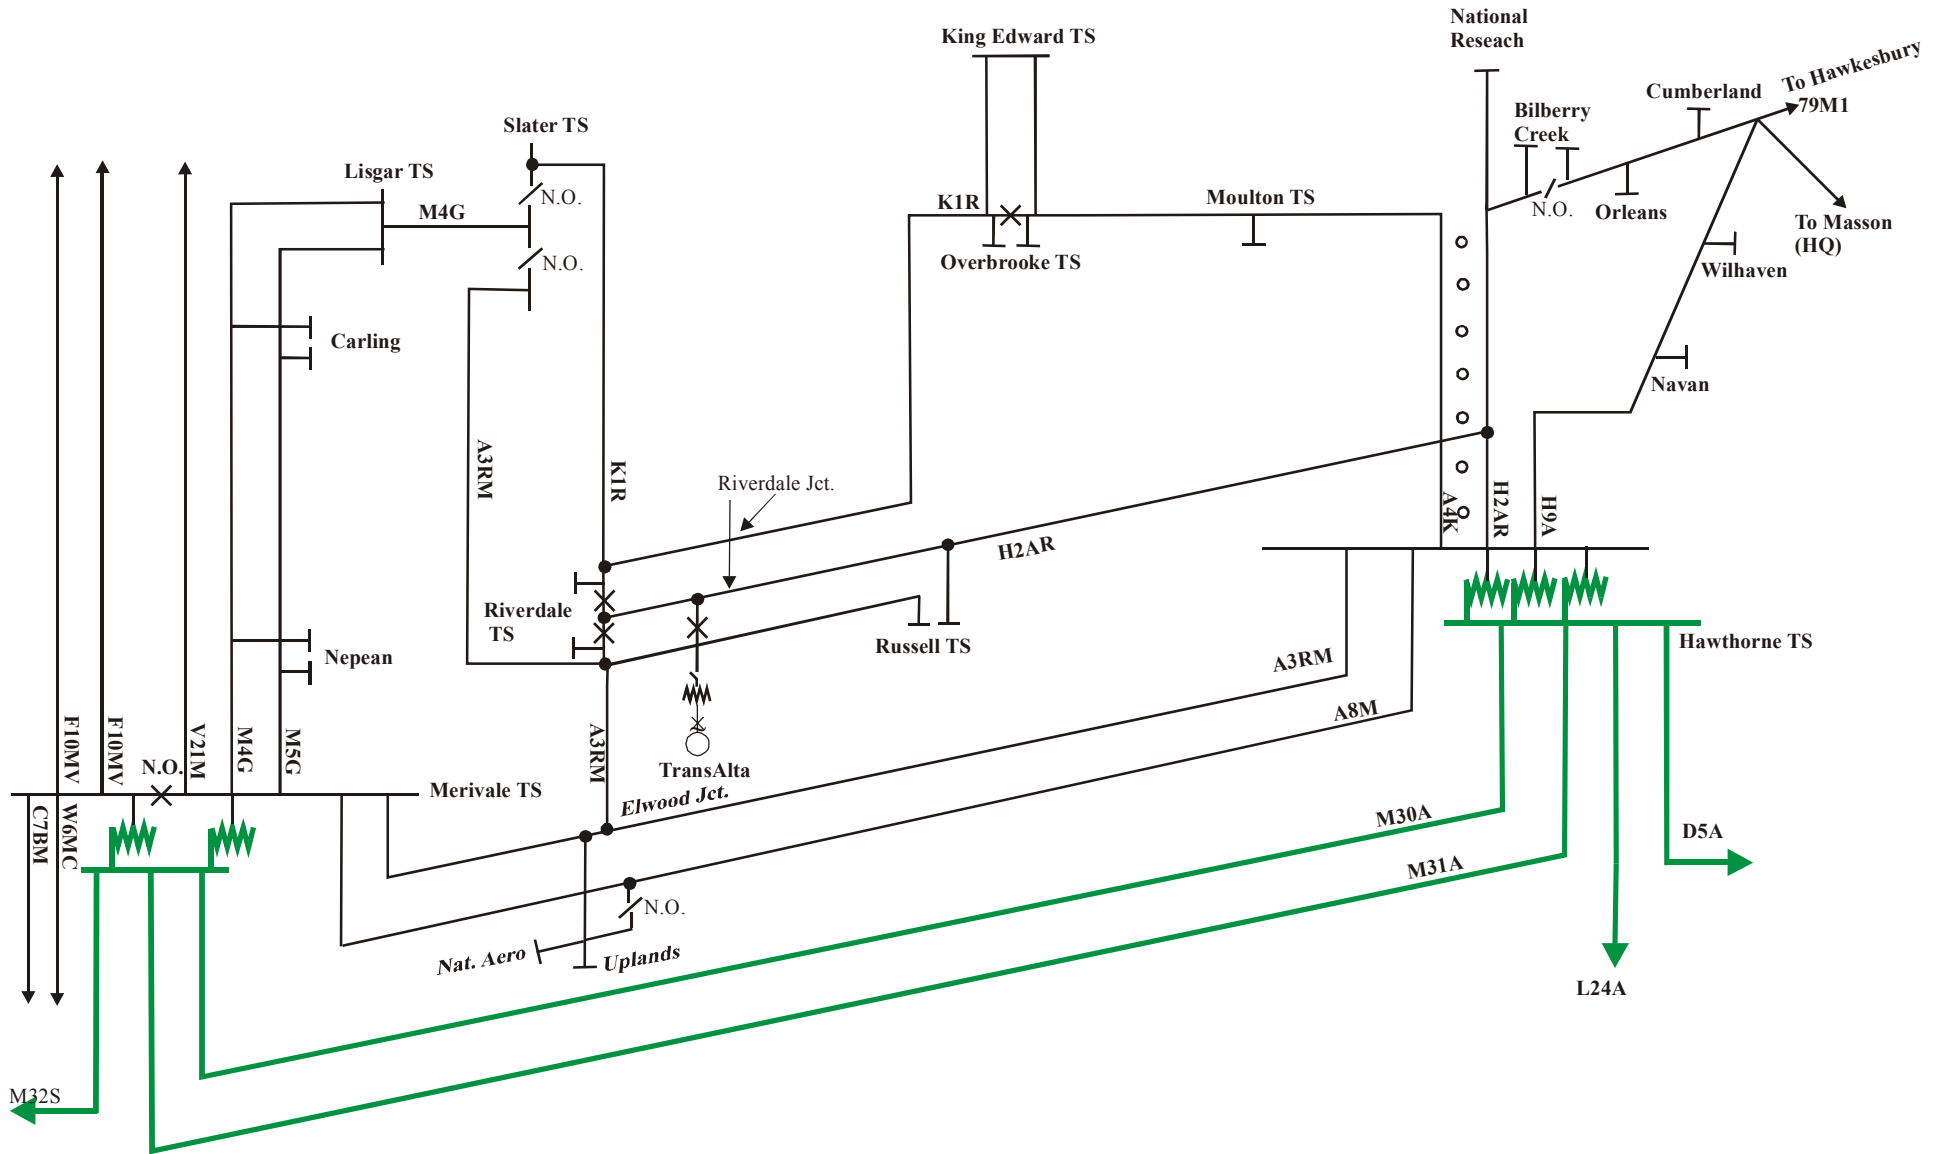 National
Reseach
King Edward TS
To Hawkesbury
79M1
Cumberland
Bilberry
Creek
Slater TS
Lisgar TS
N.O.
M4G
K1R
Moulton TS
N.O.
Orleans
To Masson
(HQ)
N.O.
Overbrooke TS
Wilhaven
Carling
Navan
A3RM
K1R
Riverdale Jct.
A4K
H2AR
H9A
H2AR
Riverdale
TS
Russell TS
Hawthorne TS
Nepean
A3RM
A8M
F10MV
F10MV
V21M
M4G
M5G
A3RM
N.O.
TransAlta
Merivale TS
Elwood Jct.
C7BM
W6MC
M30A
D5A
M31A
N.O.
Nat. Aero
Uplands
L24A
M32S